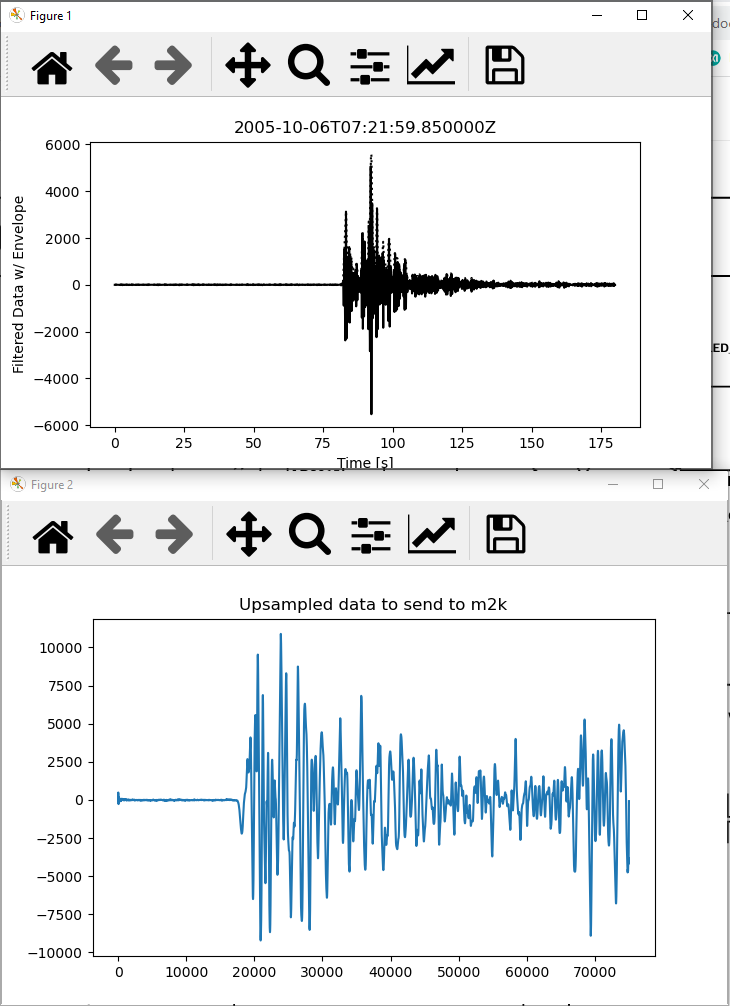 Figure 1
2005-10-06T07:21:59.850000Z
Filtered Data w/ Envelope
6000
4000
2000
0
−2000
−4000
−6000
0 25 50 75 100 125 150 175
Time [s]
Figure 2
Upsampled data to send to m2k
10000
7500
5000
2500
0
−2500
−5000
−7500
−10000
0 10000 20000 30000 40000 50000 60000 70000